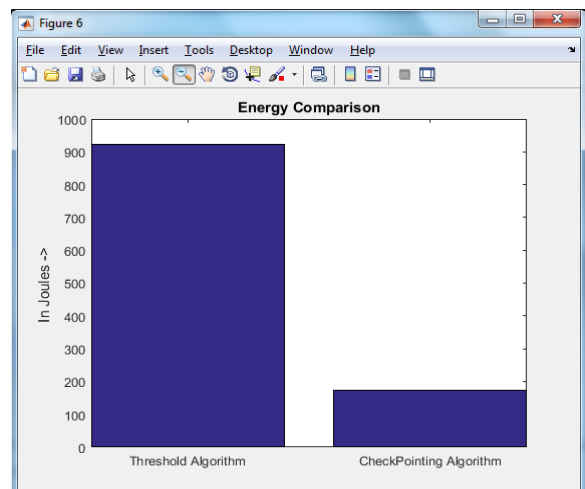 Figure 6
File Edit View Insert Tools Desktop Window Help
Energy Comparison
1000
900
800
700
600
500
400
300
200
100
0
In Joules ->
Threshold Algorithm CheckPointing Algorithm